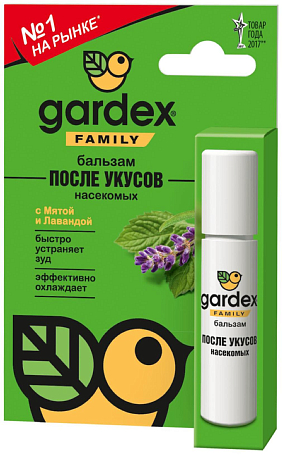 №1
НА РЫНКЕ*
ТОВАР
ГОДА
2017**
gardex®
FAMILY
бальзам
ПОСЛЕ УКУСОВ
насекомых
с Мятой
и Лавандой
быстро
устраняет
зуд
эффективно
охлаждает
gardex
FAMILY
бальзам
ПОСЛЕ УКУСОВ
насекомых